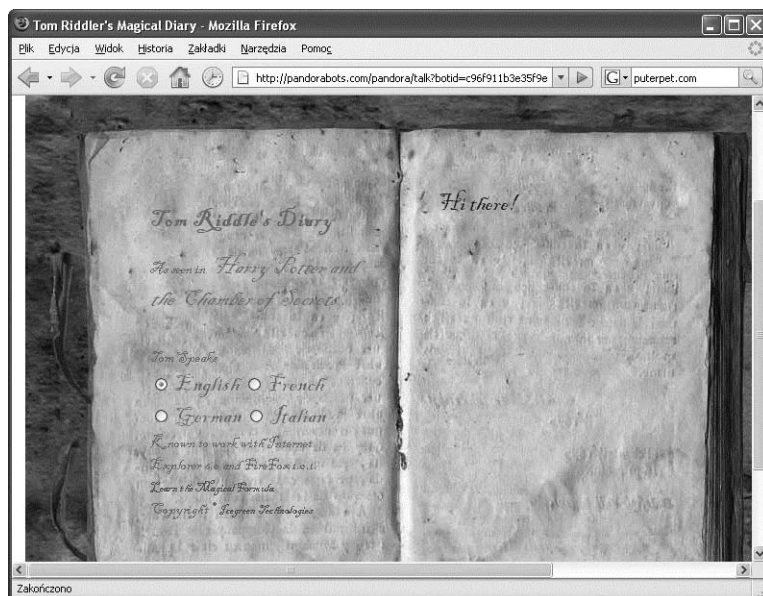 Tom Riddler's Magical Diary - Mozilla Firefox
Plik Edycja Widok Historia Zakładki Narzędzia Pomoc
http://pandorabots.com/pandora/talk?botid=c96f911b3e35f9e
G puterpet.com
Tom Riddle's Diary
As seen in "Harry Potter and
the Chamber of Secrets".
Tom Speaks
English French
German Italian
Known to work with Internet
Explorer 6.0 and FireFox 1.0.1.
Learn the Magical Formula
Copyright © Icegreen Technologies
Hi there!
Zakończono